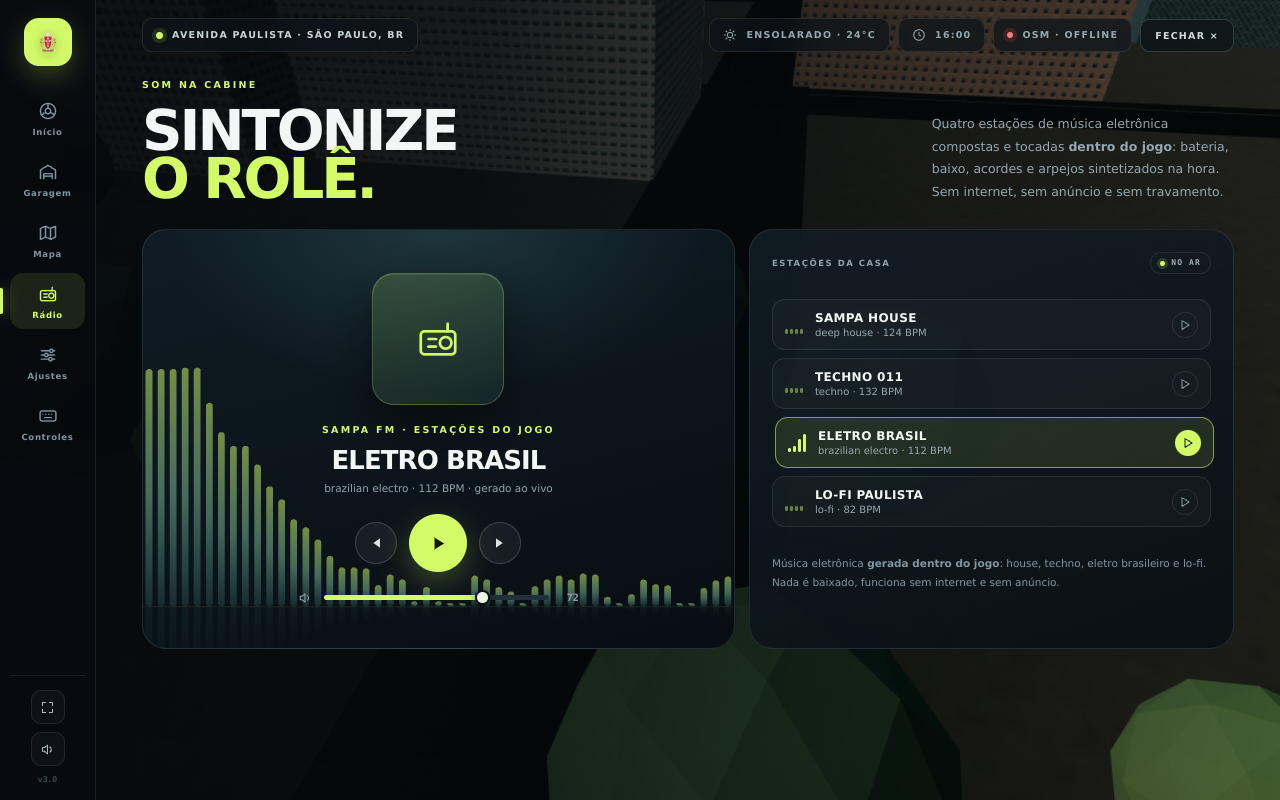 AVENIDA PAULISTA · SÃO PAULO, BR
ENSOLARADO · 24°C
16:00
OSM · OFFLINE
FECHAR ×
Início
Garagem
Mapa
Rádio
Ajustes
Controles
v3.0
SOM NA CABINE
SINTONIZE
O ROLÊ.
Quatro estações de música eletrônica
compostas e tocadas dentro do jogo: bateria,
baixo, acordes e arpejos sintetizados na hora.
Sem internet, sem anúncio e sem travamento.
SAMPA FM · ESTAÇÕES DO JOGO
ELETRO BRASIL
brazilian electro · 112 BPM · gerado ao vivo
72
ESTAÇÕES DA CASA
NO AR
SAMPA HOUSE
deep house · 124 BPM
TECHNO 011
techno · 132 BPM
ELETRO BRASIL
brazilian electro · 112 BPM
LO-FI PAULISTA
lo-fi · 82 BPM
Música eletrônica gerada dentro do jogo: house, techno, eletro brasileiro e lo-fi.
Nada é baixado, funciona sem internet e sem anúncio.